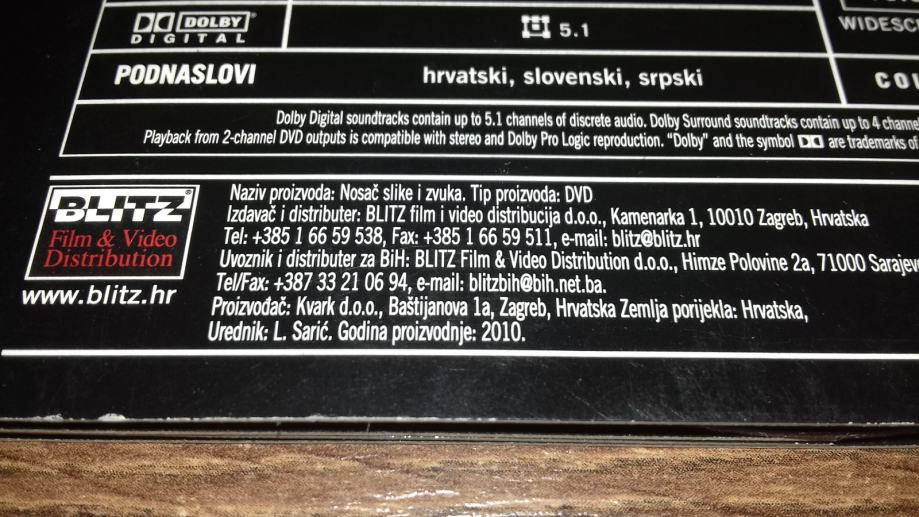 DOLBY
DIGITAL
5.1
PODNASLOVI
hrvatski, slovenski, srpski
Dolby Digital soundtracks contain up to 5.1 channels of discrete audio. Dolby Surround soundtracks contain up to 4
Playback from 2-channel DVD outputs is compatible with stereo and Dolby Pro Logic reproduction. "Dolby" and the symbol are trademarks of
BLITZ®
Film & Video
Distribution
www.blitz.hr
Naziv proizvoda: Nosač slike i zvuka. Tip proizvoda: DVD
Izdavač i distributer: BLITZ film i video distribucija d.o.o., Kamenarka 1, 10010 Zagreb, Hrvatska
Tel: +385 1 66 59 538, Fax: +385 1 66 59 511, e-mail: blitz@blitz.hr
Uvoznik i distributer za BiH: BLITZ Film & Video Distribution d.o.o., Himze Polovine 2a, 71000 Sarajev
Tel/Fax: +387 33 21 06 94, e-mail: blitzbih@bih.net.ba.
Proizvođač: Kvark d.o.o., Baštijanova 1a, Zagreb, Hrvatska Zemlja porijekla: Hrvatska,
Urednik: L. Sarić. Godina proizvodnje: 2010.